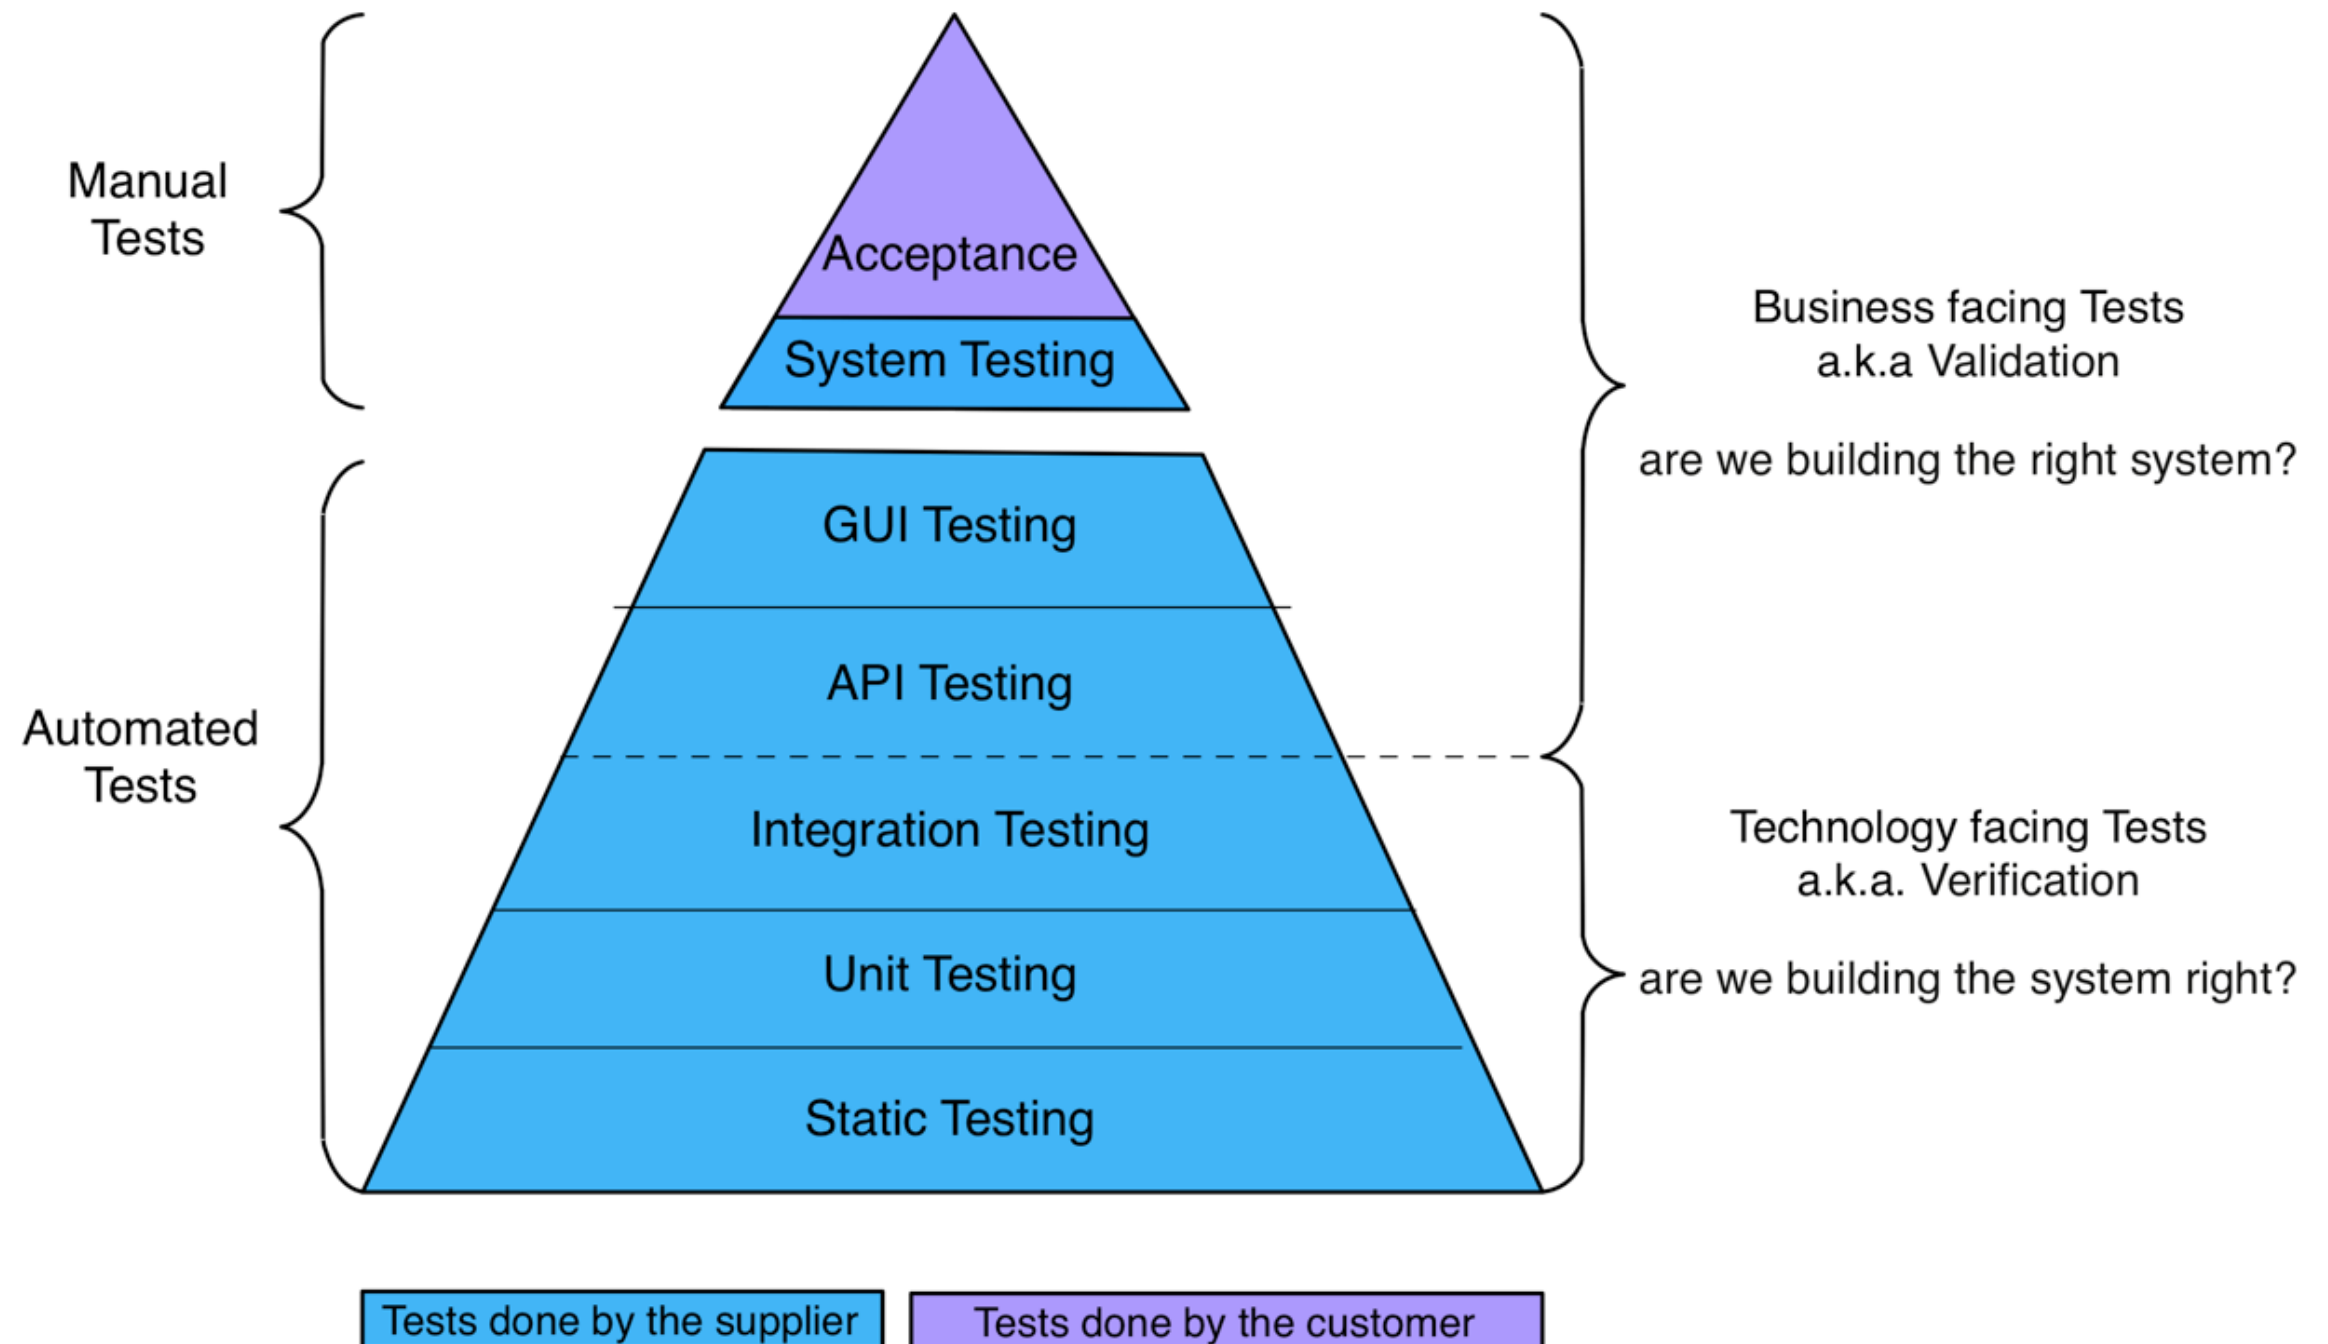 Manual
Tests
Acceptance
System Testing
Business facing Tests
a.k.a Validation
are we building the right system?
GUI Testing
API Testing
Automated
Tests
Integration Testing
Technology facing Tests
a.k.a. Verification
Unit Testing
are we building the system right?
Static Testing
Tests done by the supplier
Tests done by the customer